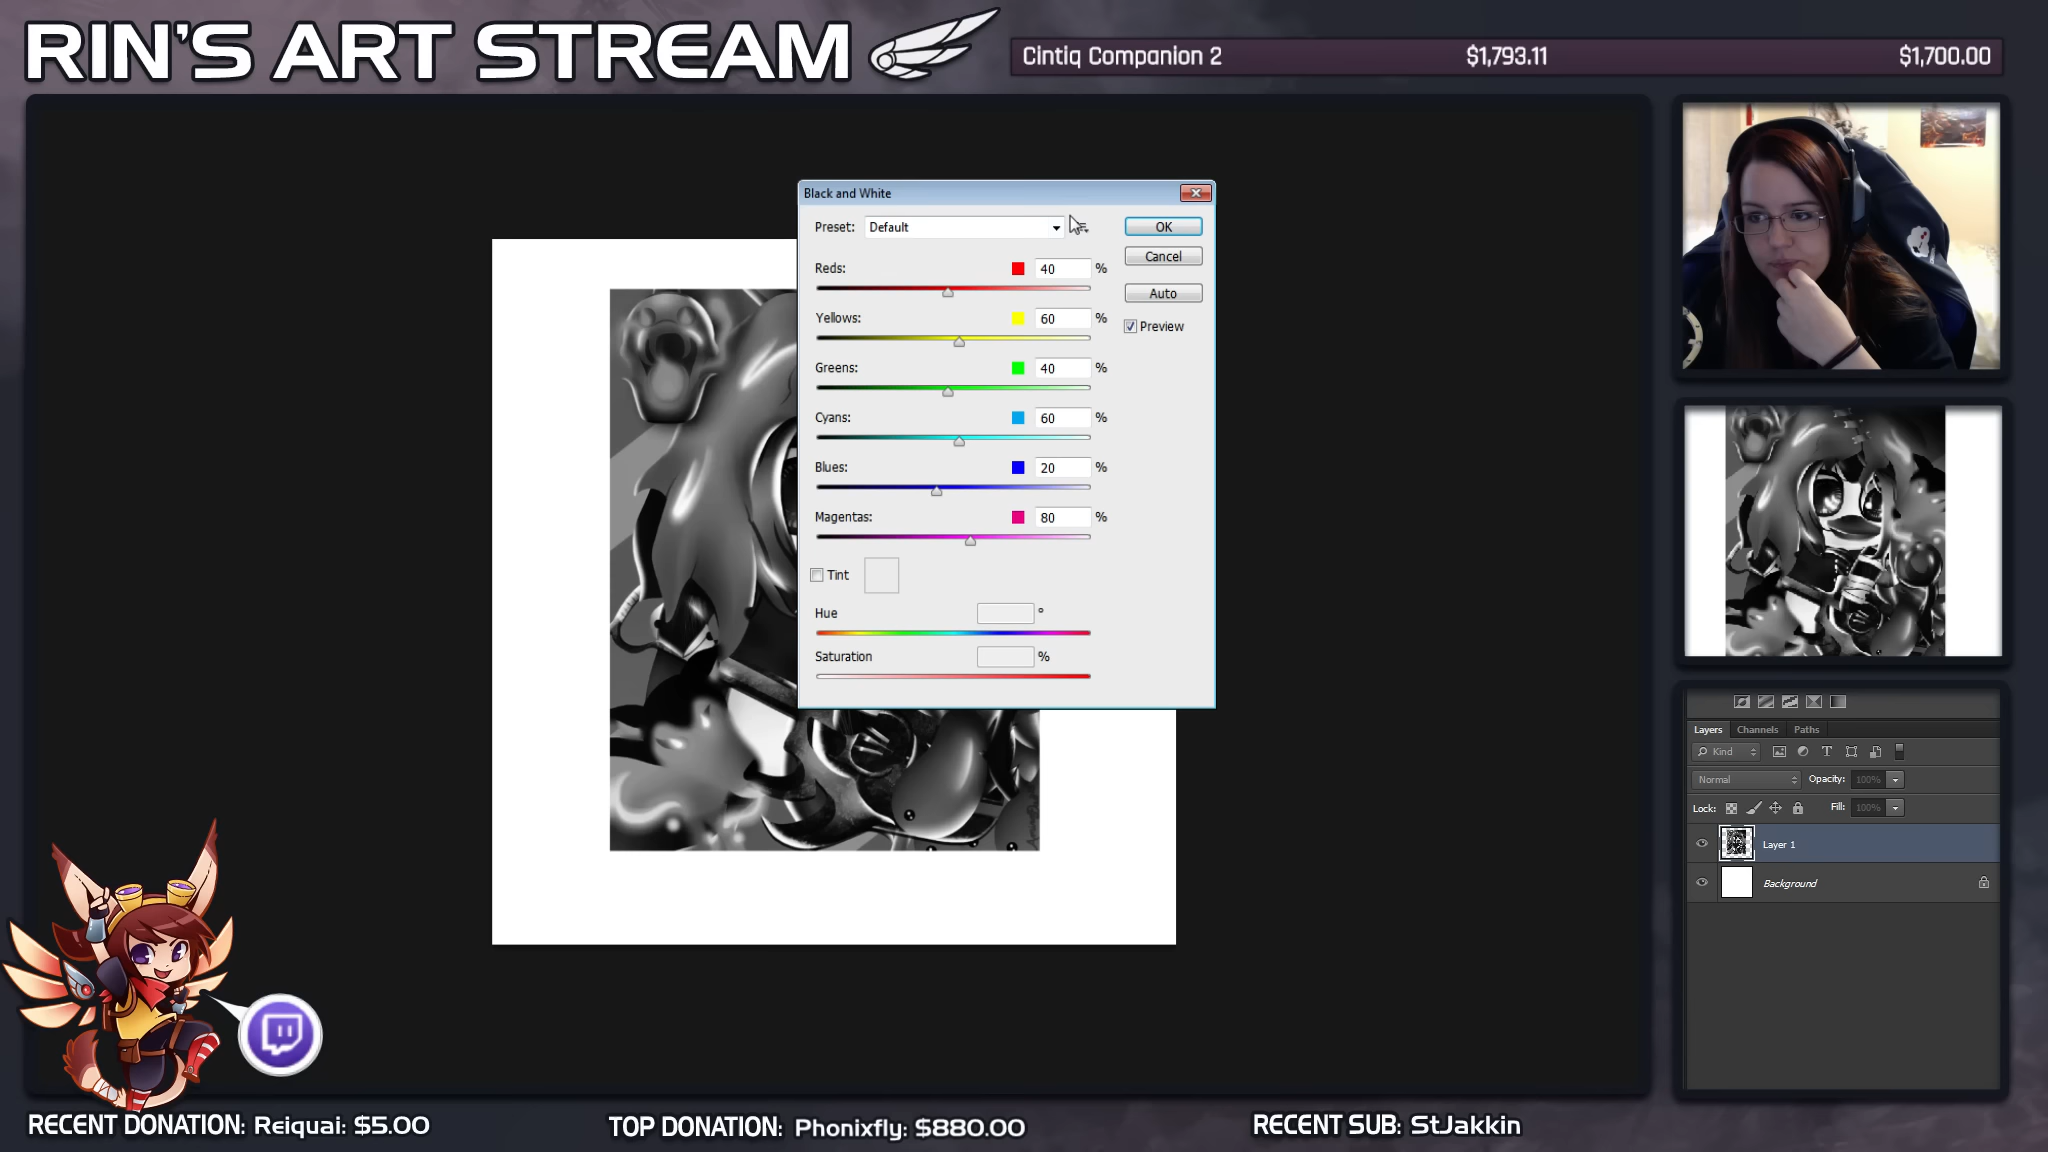 RIN'S ART STREAM
Cintiq Companion 2 $1,793.11 $1,700.00
Black and White
Preset: Default
OK
Cancel
Auto
Preview
Reds: 40 %
Yellows: 60 %
Greens: 40 %
Cyans: 60 %
Blues: 20 %
Magentas: 80 %
Tint
Hue °
Saturation %
Layers Channels Paths
Kind
Normal Opacity: 100%
Lock: Fill: 100%
Layer 1
Background
RECENT DONATION: Reiquai: $5.00
TOP DONATION: Phonixfly: $880.00
RECENT SUB: StJakkin